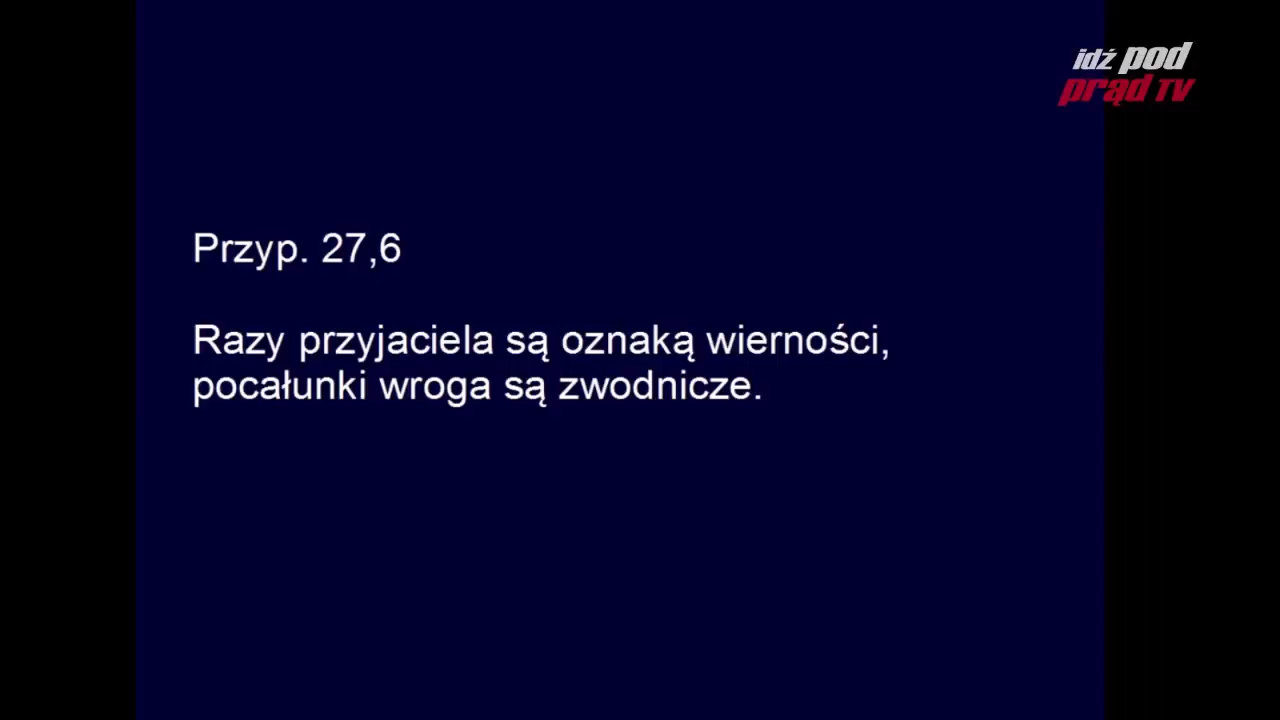 idź pod
prąd TV
Przyp. 27,6
Razy przyjaciela są oznaką wierności,
pocałunki wroga są zwodnicze.